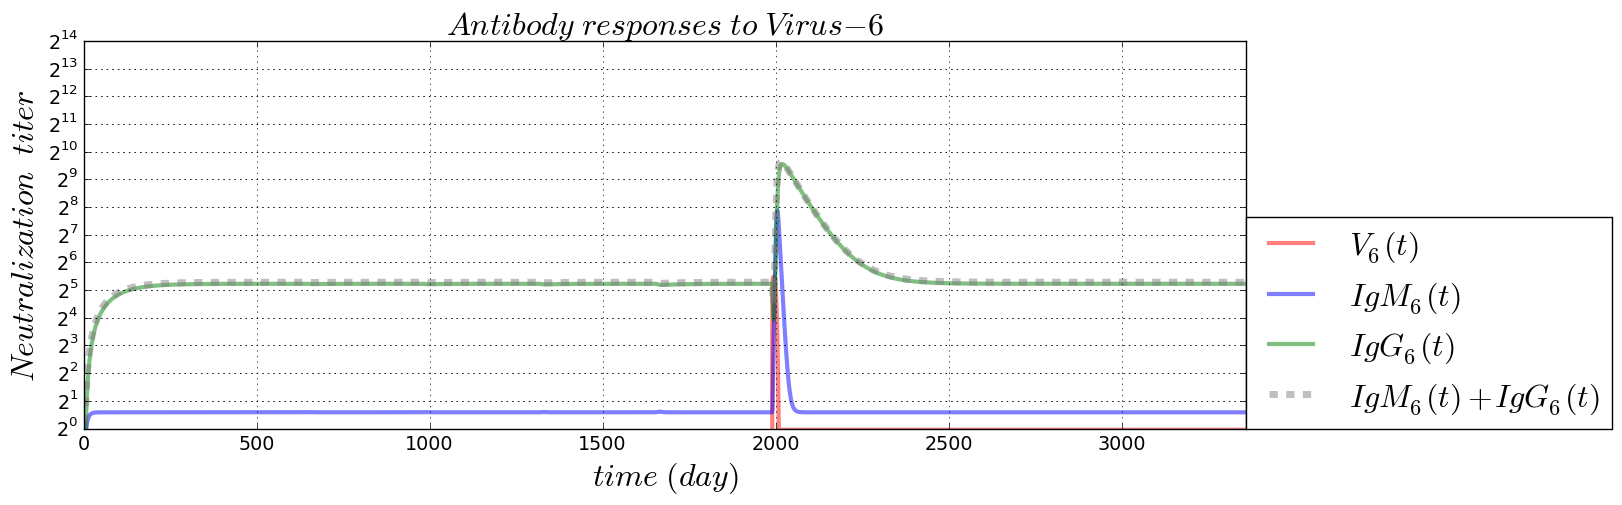 Antibody responses to Virus−6
Neutralization titer
2^14
2^13
2^12
2^11
2^10
2^9
2^8
2^7
2^6
2^5
2^4
2^3
2^2
2^1
2^0
0 500 1000 1500 2000 2500 3000
time (day)
V_6(t)
IgM_6(t)
IgG_6(t)
IgM_6(t)+IgG_6(t)